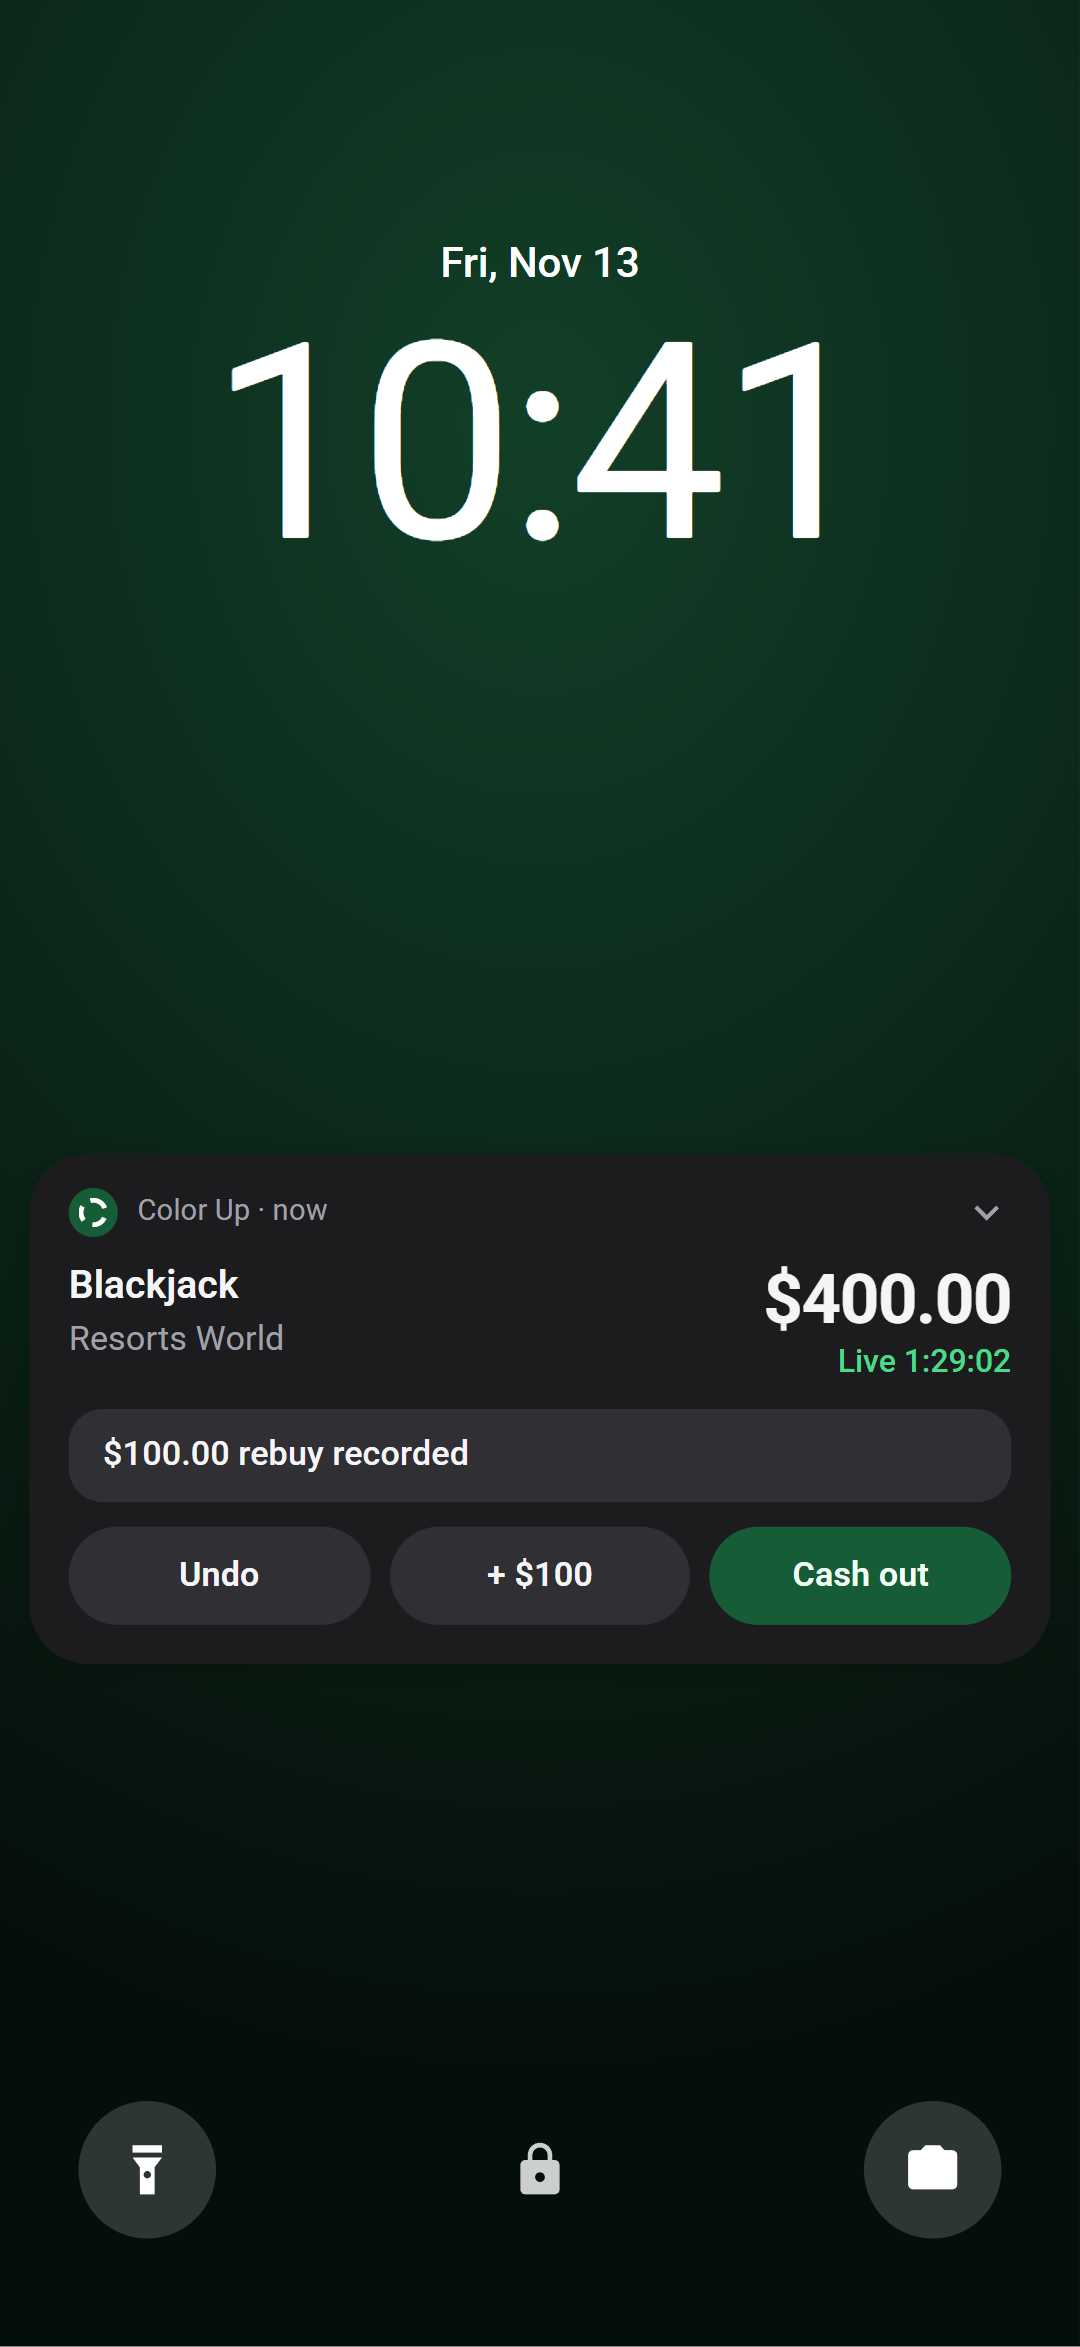 Fri, Nov 13
10:41
Color Up · now
Blackjack
$400.00
Resorts World
Live 1:29:02
$100.00 rebuy recorded
Undo
+ $100
Cash out